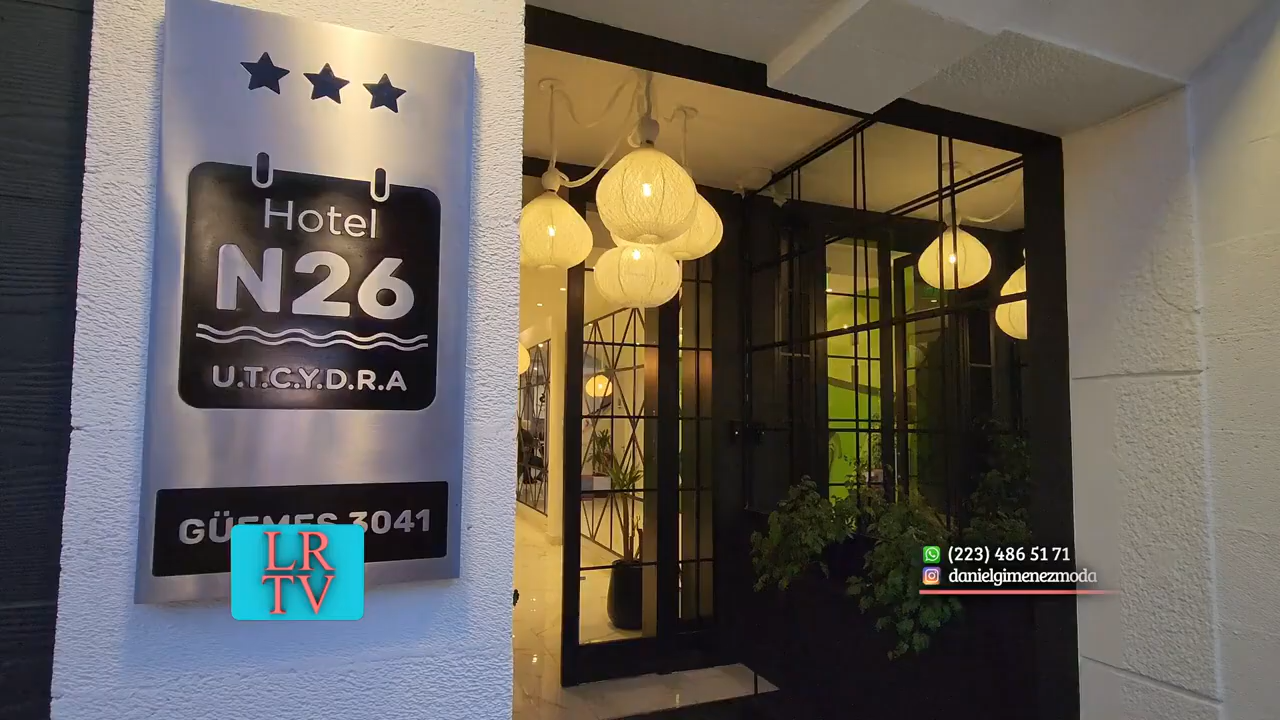 Hotel
N26
U.T.C.Y.D.R.A
GÜEMES 3041
LR
TV
(223) 486 51 71
danielgimenezmoda